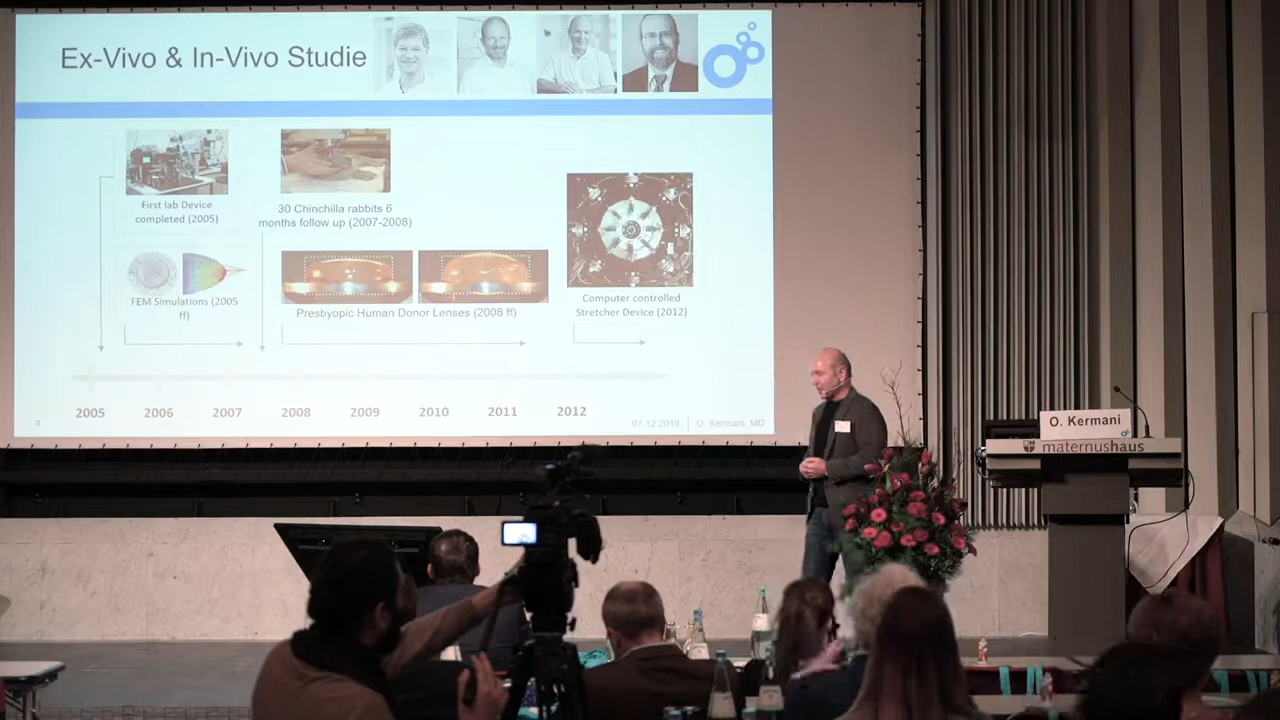 Ex-Vivo & In-Vivo Studie
First lab Device
completed (2005)
30 Chinchilla rabbits 6
months follow up (2007-2008)
FEM Simulations (2005
ff)
Presbyopic Human Donor Lenses (2008 ff)
Computer controlled
Stretcher Device (2012)
2005 2006 2007 2008 2009 2010 2011 2012
4
07.12.2019 O. Kermani, MD
O. Kermani
maternushaus